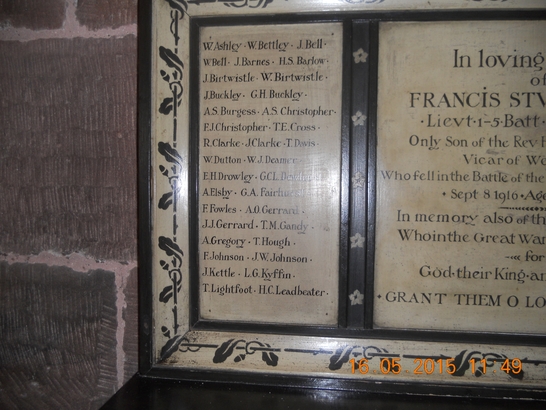 W. Ashley · W. Bettley · J. Bell ·
W Bell · J. Barnes · H.S. Barlow ·
J. Birtwistle · W. Birtwistle ·
J. Buckley · G.H. Buckley ·
A.S. Burgess · A.S. Christopher ·
F.J. Christopher · T.E. Cross ·
R. Clarke · J. Clarke · T. Davis ·
W. Dutton · W.J. Deamer ·
E.H Drowley · G.C.L.
A. Elsby · G.A.
F. Fowles · A.O. Gerrard ·
J.J. Gerrard · T.M. Gandy ·
A. Gregory · T. Hough ·
F. Johnson · J.W. Johnson ·
J. Kettle · L.G. Kyffin ·
T. Lightfoot · H.C. Leadbeater ·
In loving
of
FRANCIS
· Lieut · 1-5 · Batt ·
Only Son of the Rev
Vicar of We
Who fell in the Battle of the
· Sept 8 1916 · Age
In memory also of th
Who in the Great War
for
God · their King · an
· GRANT THEM O LO
16 05 2015 11 49